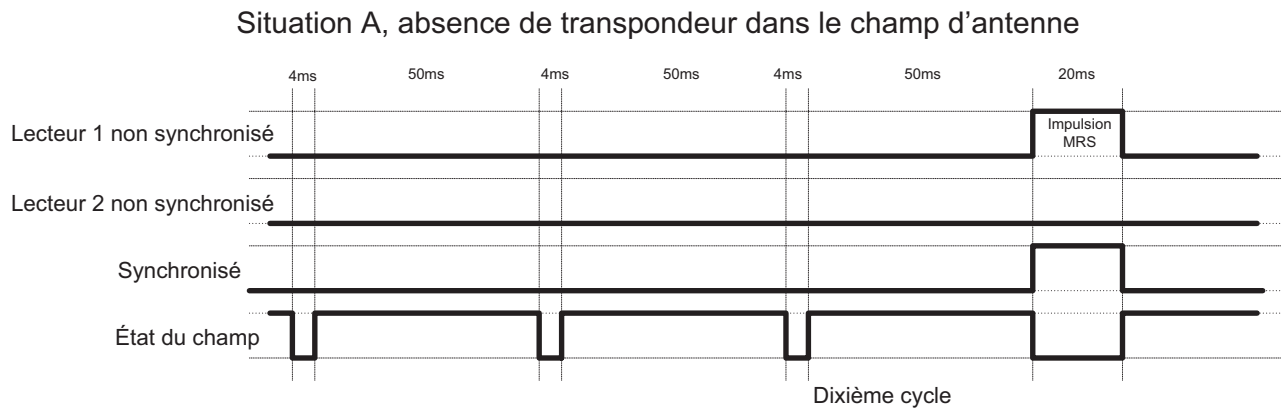 Situation A, absence de transpondeur dans le champ d’antenne
4ms 50ms 4ms 50ms 4ms 50ms 20ms
Lecteur 1 non synchronisé
Impulsion
MRS
Lecteur 2 non synchronisé
Synchronisé
État du champ
Dixième cycle